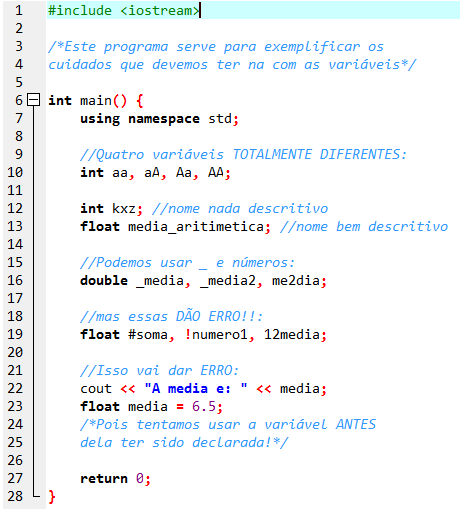 1 #include <iostream>
2
3 /*Este programa serve para exemplificar os
4 cuidados que devemos ter na com as variáveis*/
5
6 int main() {
7 using namespace std;
8
9 //Quatro variáveis TOTALMENTE DIFERENTES:
10 int aa, aA, Aa, AA;
11
12 int kxz; //nome nada descritivo
13 float media_aritimetica; //nome bem descritivo
14
15 //Podemos usar _ e números:
16 double _media, _media2, me2dia;
17
18 //mas essas DÃO ERRO!!:
19 float #soma, !numero1, 12media;
20
21 //Isso vai dar ERRO:
22 cout << "A media e: " << media;
23 float media = 6.5;
24 /*Pois tentamos usar a variável ANTES
25 dela ter sido declarada!*/
26
27 return 0;
28 }